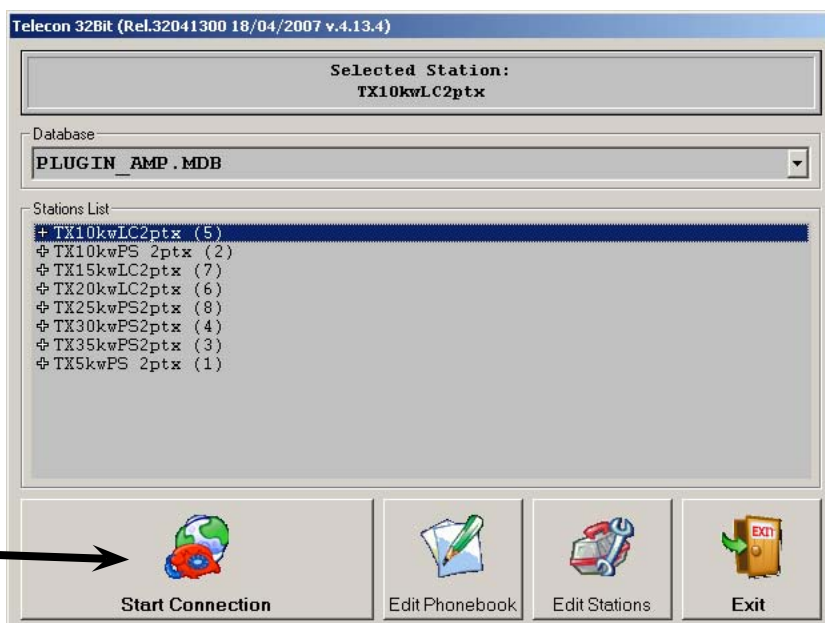 Telecon 32Bit (Rel.32041300 18/04/2007 v.4.13.4)
Selected Station:
TX10kwLC2ptx
Database
PLUGIN_AMP.MDB
Stations List
+ TX10kwLC2ptx (5)
+ TX10kwPS 2ptx (2)
+ TX15kwLC2ptx (7)
+ TX20kwLC2ptx (6)
+ TX25kwPS2ptx (8)
+ TX30kwPS2ptx (4)
+ TX35kwPS2ptx (3)
+ TX5kwPS 2ptx (1)
EXIT
Start Connection Edit Phonebook Edit Stations Exit